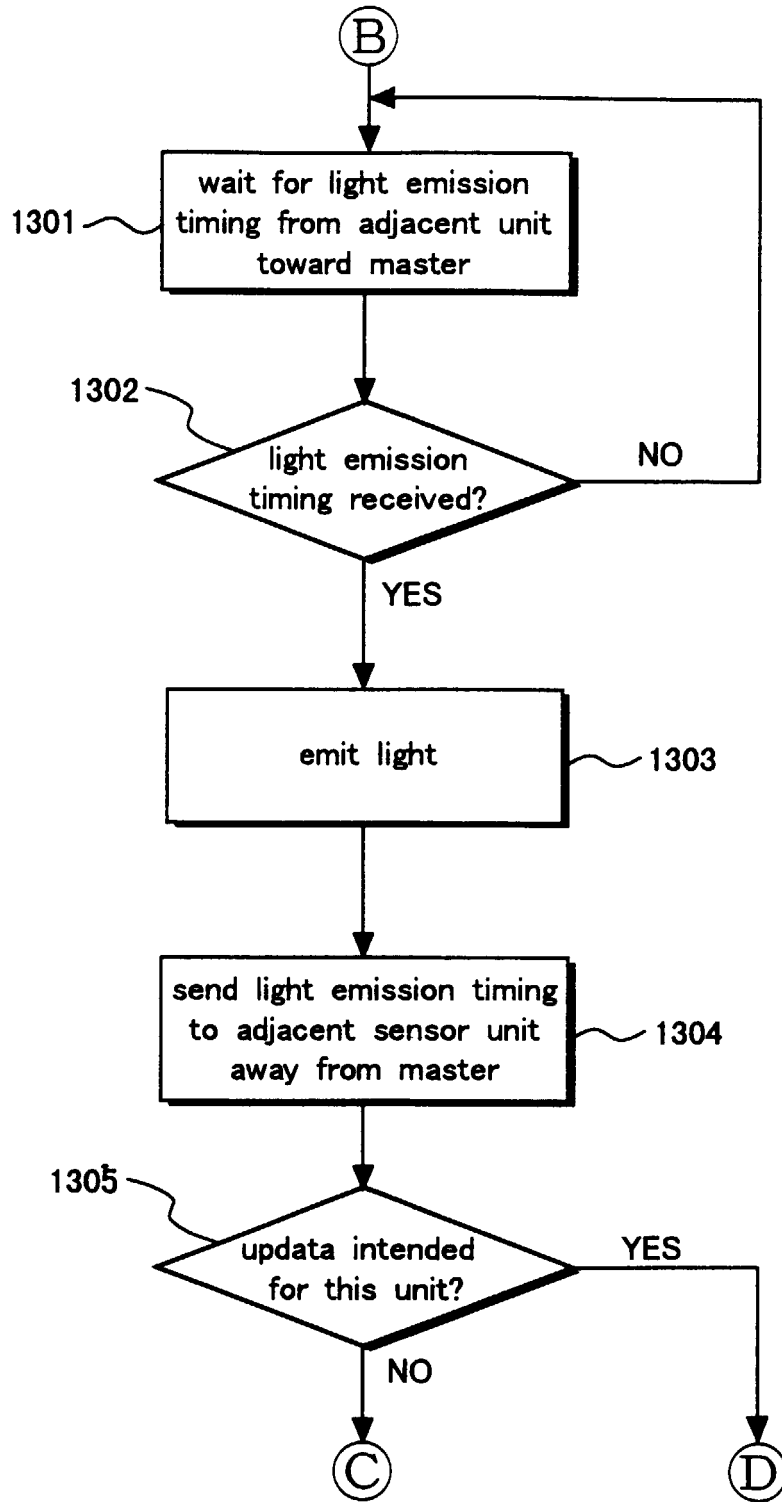 B
wait for light emission
timing from adjacent unit
toward master
1301
1302
light emission
timing received?
NO
YES
emit light
1303
send light emission timing
to adjacent sensor unit
away from master
1304
1305
updata intended
for this unit?
YES
NO
C
D